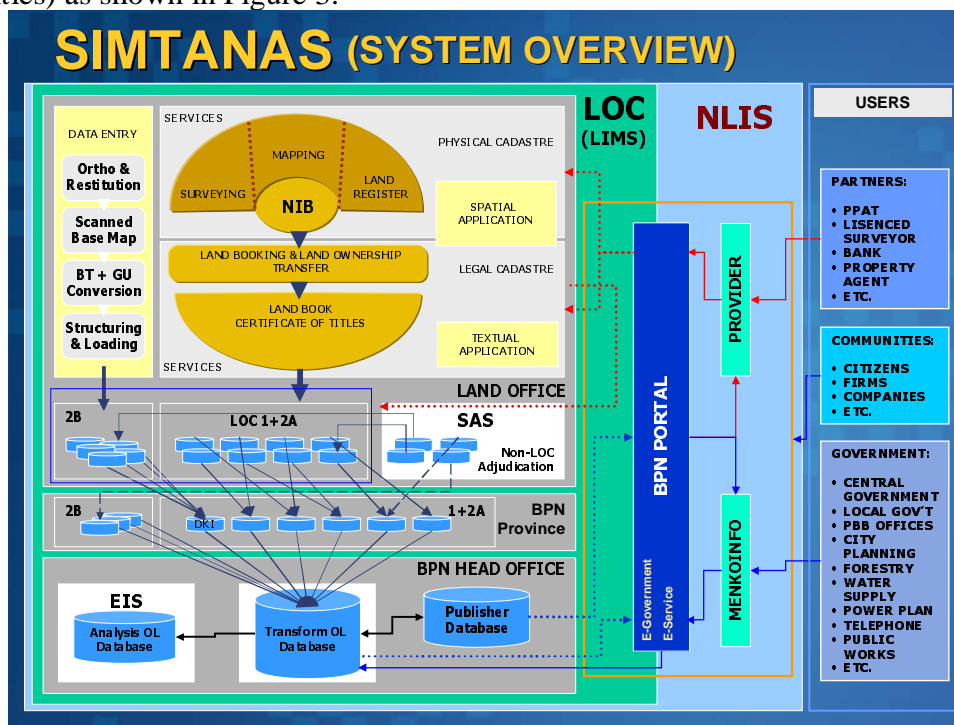 ties) as shown in Figure 3.
SIMTANAS (SYSTEM OVERVIEW)
DATA ENTRY
Ortho &
Restitution
Scanned
Base Map
BT + GU
Conversion
Structuring
& Loading
SERVICES
SURVEYING
MAPPING
LAND
REGISTER
NIB
PHYSICAL CADASTRE
SPATIAL
APPLICATION
LAND BOOKING & LAND OWNERSHIP
TRANSFER
LEGAL CADASTRE
LAND BOOK
CERTIFICATE OF TITLES
TEXTUAL
APPLICATION
SERVICES
LAND OFFICE
2B
LOC 1+2A
SAS
Non-LOC
Adjudication
2B
DKI
1+2A
BPN
Province
BPN HEAD OFFICE
EIS
Analysis OL
Database
Transform OL
Database
Publisher
Database
LOC
(LIMS)
NLIS
BPN PORTAL
E-Government
E-Service
PROVIDER
MENKOINFO
USERS
PARTNERS:
• PPAT
• LISENCED
SURVEYOR
• BANK
• PROPERTY
AGENT
• ETC.
COMMUNITIES:
• CITIZENS
• FIRMS
• COMPANIES
• ETC.
GOVERNMENT:
• CENTRAL
GOVERNMENT
• LOCAL GOV'T
• PBB OFFICES
• CITY
PLANNING
• FORESTRY
• WATER
SUPPLY
• POWER PLAN
• TELEPHONE
• PUBLIC
WORKS
• ETC.